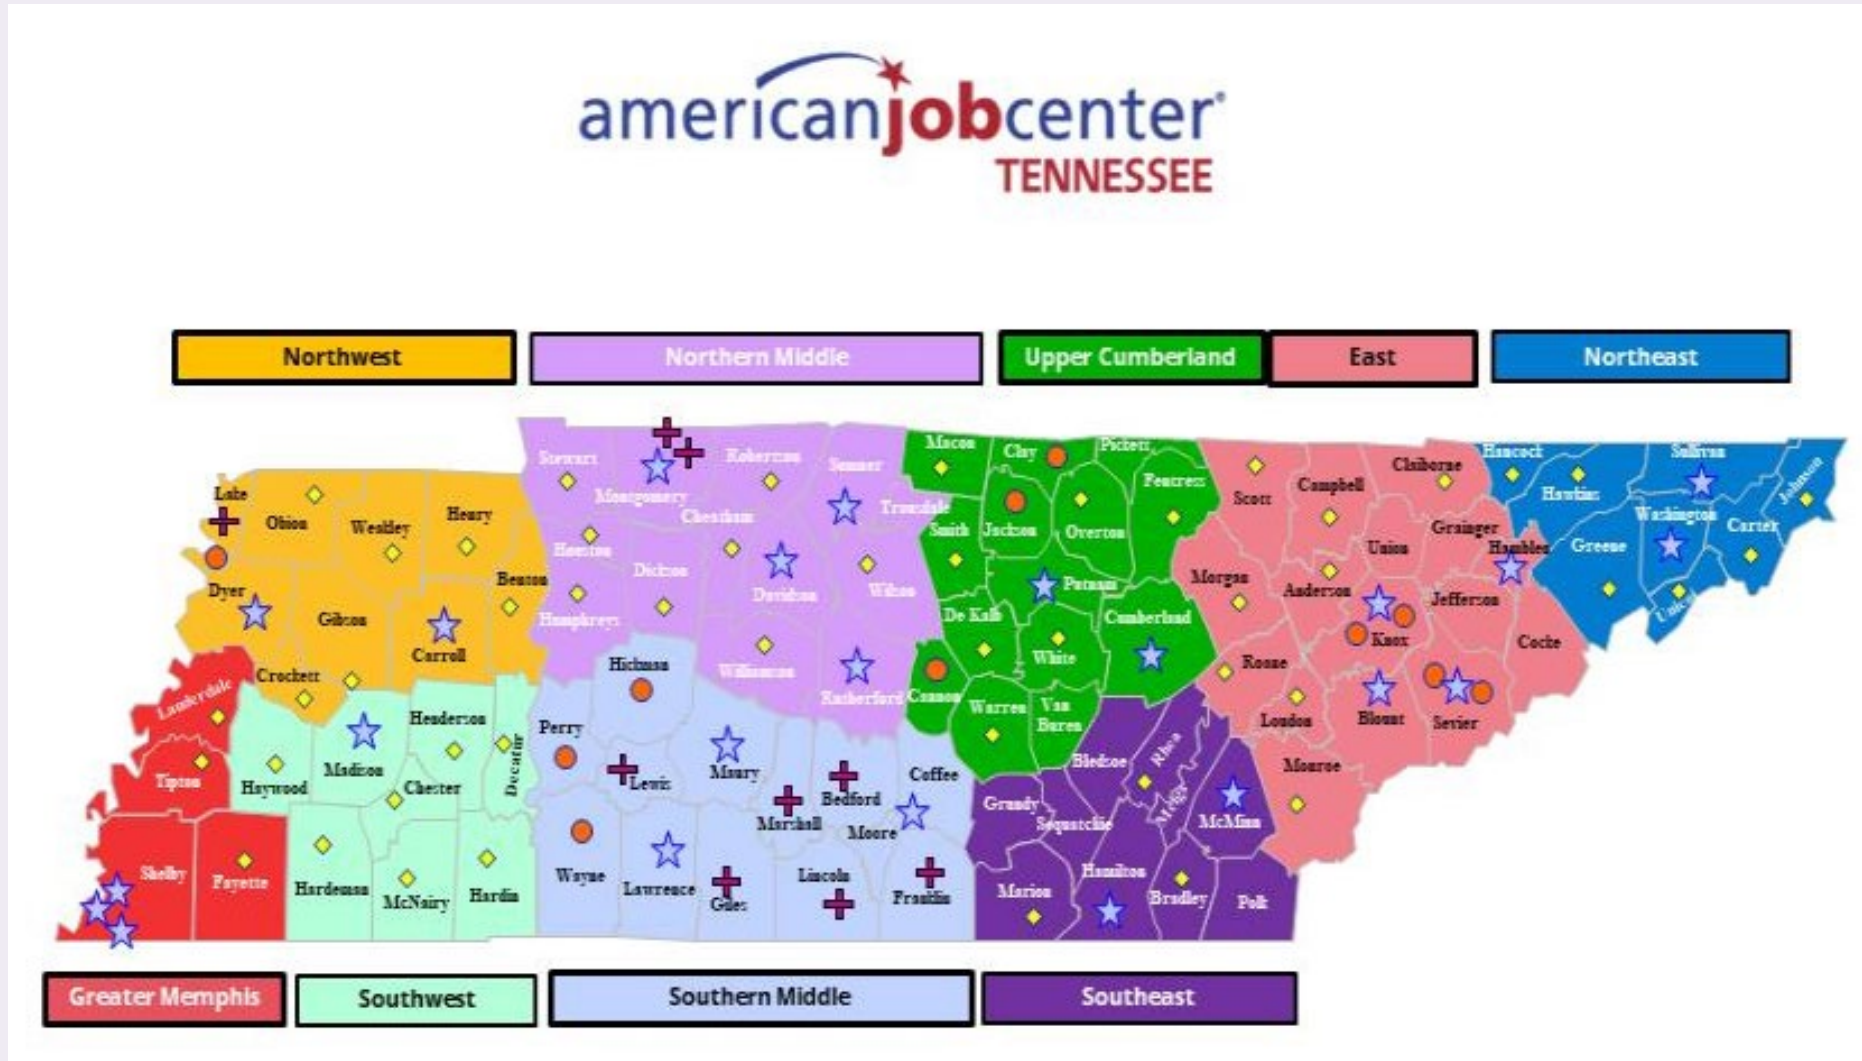 americanjobcenter®
TENNESSEE
Northwest
Northern Middle
Upper Cumberland
East
Northeast
Lake
Obion
Weakley
Henry
Dyer
Gibson
Carroll
Benton
Crockett
Stewart
Montgomery
Robertson
Sumner
Trousdale
Cheatham
Houston
Dickson
Humphreys
Davidson
Wilson
Williamson
Rutherford
Macon
Clay
Pickett
Fentress
Smith
Jackson
Overton
Putnam
De Kalb
White
Cumberland
Cannon
Warren
Van
Buren
Scott
Campbell
Claiborne
Grainger
Union
Hamblen
Morgan
Anderson
Jefferson
Knox
Cocke
Roane
Loudon
Blount
Sevier
Monroe
Hancock
Hawkins
Sullivan
Johnson
Washington
Carter
Greene
Unicoi
Lauderdale
Tipton
Shelby
Fayette
Haywood
Madison
Henderson
Chester
Decatur
Hardeman
McNairy
Hardin
Hickman
Perry
Lewis
Maury
Marshall
Bedford
Coffee
Moore
Wayne
Lawrence
Giles
Lincoln
Franklin
Bledsoe
Rhea
Meigs
McMinn
Grundy
Sequatchie
Marion
Hamilton
Bradley
Polk
Greater Memphis
Southwest
Southern Middle
Southeast